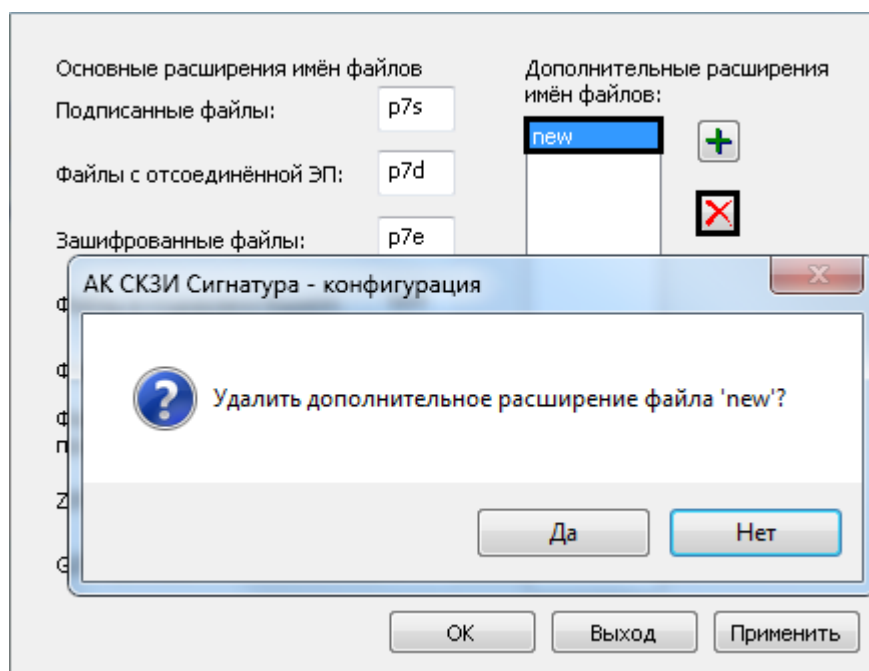 Основные расширения имён файлов
Дополнительные расширения
имён файлов:
Подписанные файлы:
p7s
new
Файлы с отсоединённой ЭП:
p7d
Зашифрованные файлы:
p7e
АК СКЗИ Сигнатура - конфигурация
Удалить дополнительное расширение файла 'new'?
Да
Нет
ОК
Выход
Применить